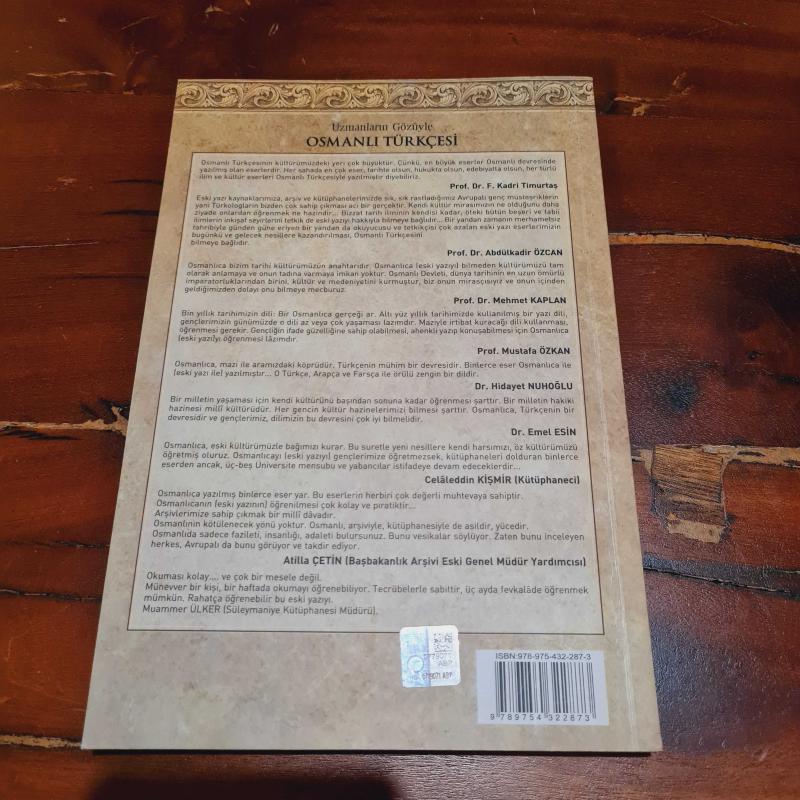 Uzmanların Gözüyle
OSMANLI TÜRKÇESİ
Osmanlı Türkçesinin kültürümüzdeki yeri çok büyüktür. Çünkü, en büyük eserler Osmanlı devresinde
yazılmış olan eserlerdir. Her sahada en çok eser, tarihte olsun, hukukta olsun, edebiyatta olsun, her türlü
ilim ve kültür eserleri Osmanlı Türkçesiyle yazılmıştır diyebiliriz.
Prof. Dr. F. Kadri Timurtaş
Eski yazı kaynaklarımıza, arşiv ve kütüphanelerimizde sık, sık rastladığımız Avrupalı genç müsteşriklerin
yani Türkologların bizden çok sahip çıkması acı bir gerçektir. Kendi kültür mirasımızın ne olduğunu daha
ziyade onlardan öğrenmek ne hazindir... Bizzat tarih ilminin kendisi kadar, öteki bütün beşerî ve tabiî
ilimlerin inkişaf seyirlerini tetkik de eski yazıyı hakkıyla bilmeye bağlıdır...Bir yandan zamanın merhametsiz
tahribiyle günden güne eriyen bir yandan da okuyucusu ve tetkikçisi çok azalan eski yazı eserlerimizin
bugünkü ve gelecek nesillere kazandırılması, Osmanlı Türkçesini
bilmeye bağlıdır.
Prof. Dr. Abdülkadir ÖZCAN
Osmanlıca bizim tarihi kültürümüzün anahtarıdır. Osmanlıca (eski yazıyı) bilmeden kültürümüzü tam
olarak anlamaya ve onun tadına varmaya imkan yoktur. Osmanlı Devleti, dünya tarihinin en uzun ömürlü
imparatorluklarından birini, kültür ve medeniyetini kurmuştur, biz onun mirasçısıyız ve onun içinden
geldiğimizden dolayı onu bilmeye mecburuz.
Prof. Dr. Mehmet KAPLAN
Bin yıllık tarihimizin dili: Bir Osmanlıca gerçeği ar. Altı yüz yıllık tarihimizde kullanılmış bir yazı dili,
gençlerimizin günümüzde o dili az veya çok yaşaması lazımdır. Maziyle irtibat kuracağı dili kullanması,
öğrenmesi gerekir. Gençliğin ifade güzelliğine sahip olabilmesi, ahenkli yazıp konuşabilmesi için Osmanlıca
(eski yazıyı) öğrenmesi lâzımdır.
Prof. Mustafa ÖZKAN
Osmanlıca, mazi ile aramızdaki köprüdür. Türkçenin mühim bir devresidir. Binlerce eser Osmanlıca ile
(eski yazı ile) yazılmıştır... O Türkçe, Arapça ve Farsça ile örülü zengin bir dildir.
Dr. Hidayet NUHOĞLU
Bir milletin yaşaması için kendi kültürünü başından sonuna kadar öğrenmesi şarttır. Bir milletin hakiki
hazinesi millî kültürüdür. Her gencin kültür hazinelerimizi bilmesi şarttır. Osmanlıca, Türkçenin bir
devresidir ve gençlerimiz, dilimizin bu devresini çok iyi bilmelidir.
Dr. Emel ESİN
Osmanlıca, eski kültürümüzle bağımızı kurar. Bu suretle yeni nesillere kendi harsımızı, öz kültürümüzü
öğretmiş oluruz. Osmanlıcayı (eski yazıyı) gençlerimize öğretmezsek, kütüphaneleri dolduran binlerce
eserden ancak, üç-beş Üniversite mensubu ve yabancılar istifadeye devam edeceklerdir...
Celâleddin KİŞMİR (Kütüphaneci)
Osmanlıca yazılmış binlerce eser var. Bu eserlerin herbiri çok değerli muhtevaya sahiptir.
Osmanlıcanın (eski yazının) öğrenilmesi çok kolay ve pratiktir...
Arşivlerimize sahip çıkmak bir millî dâvadır.
Osmanlının kötülenecek yönü yoktur. Osmanlı, arşiviyle, kütüphanesiyle de asildir, yücedir.
Osmanlıda sadece fazileti, insanlığı, adaleti bulursunuz. Bunu vesikalar söylüyor. Zaten bunu inceleyen
herkes, Avrupalı da bunu görüyor ve takdir ediyor.
Atilla ÇETİN (Başbakanlık Arşivi Eski Genel Müdür Yardımcısı)
Okuması kolay.... ve çok bir mesele değil.
Münevver bir kişi, bir haftada okumayı öğrenebiliyor. Tecrübelerle sabittir, üç ayda fevkalâde öğrenmek
mümkün. Rahatça öğrenebilir bu eski yazıyı.
Muammer ÜLKER (Süleymaniye Kütüphanesi Müdürü).
ISBN:978-975-432-287-3
9 789754 322873